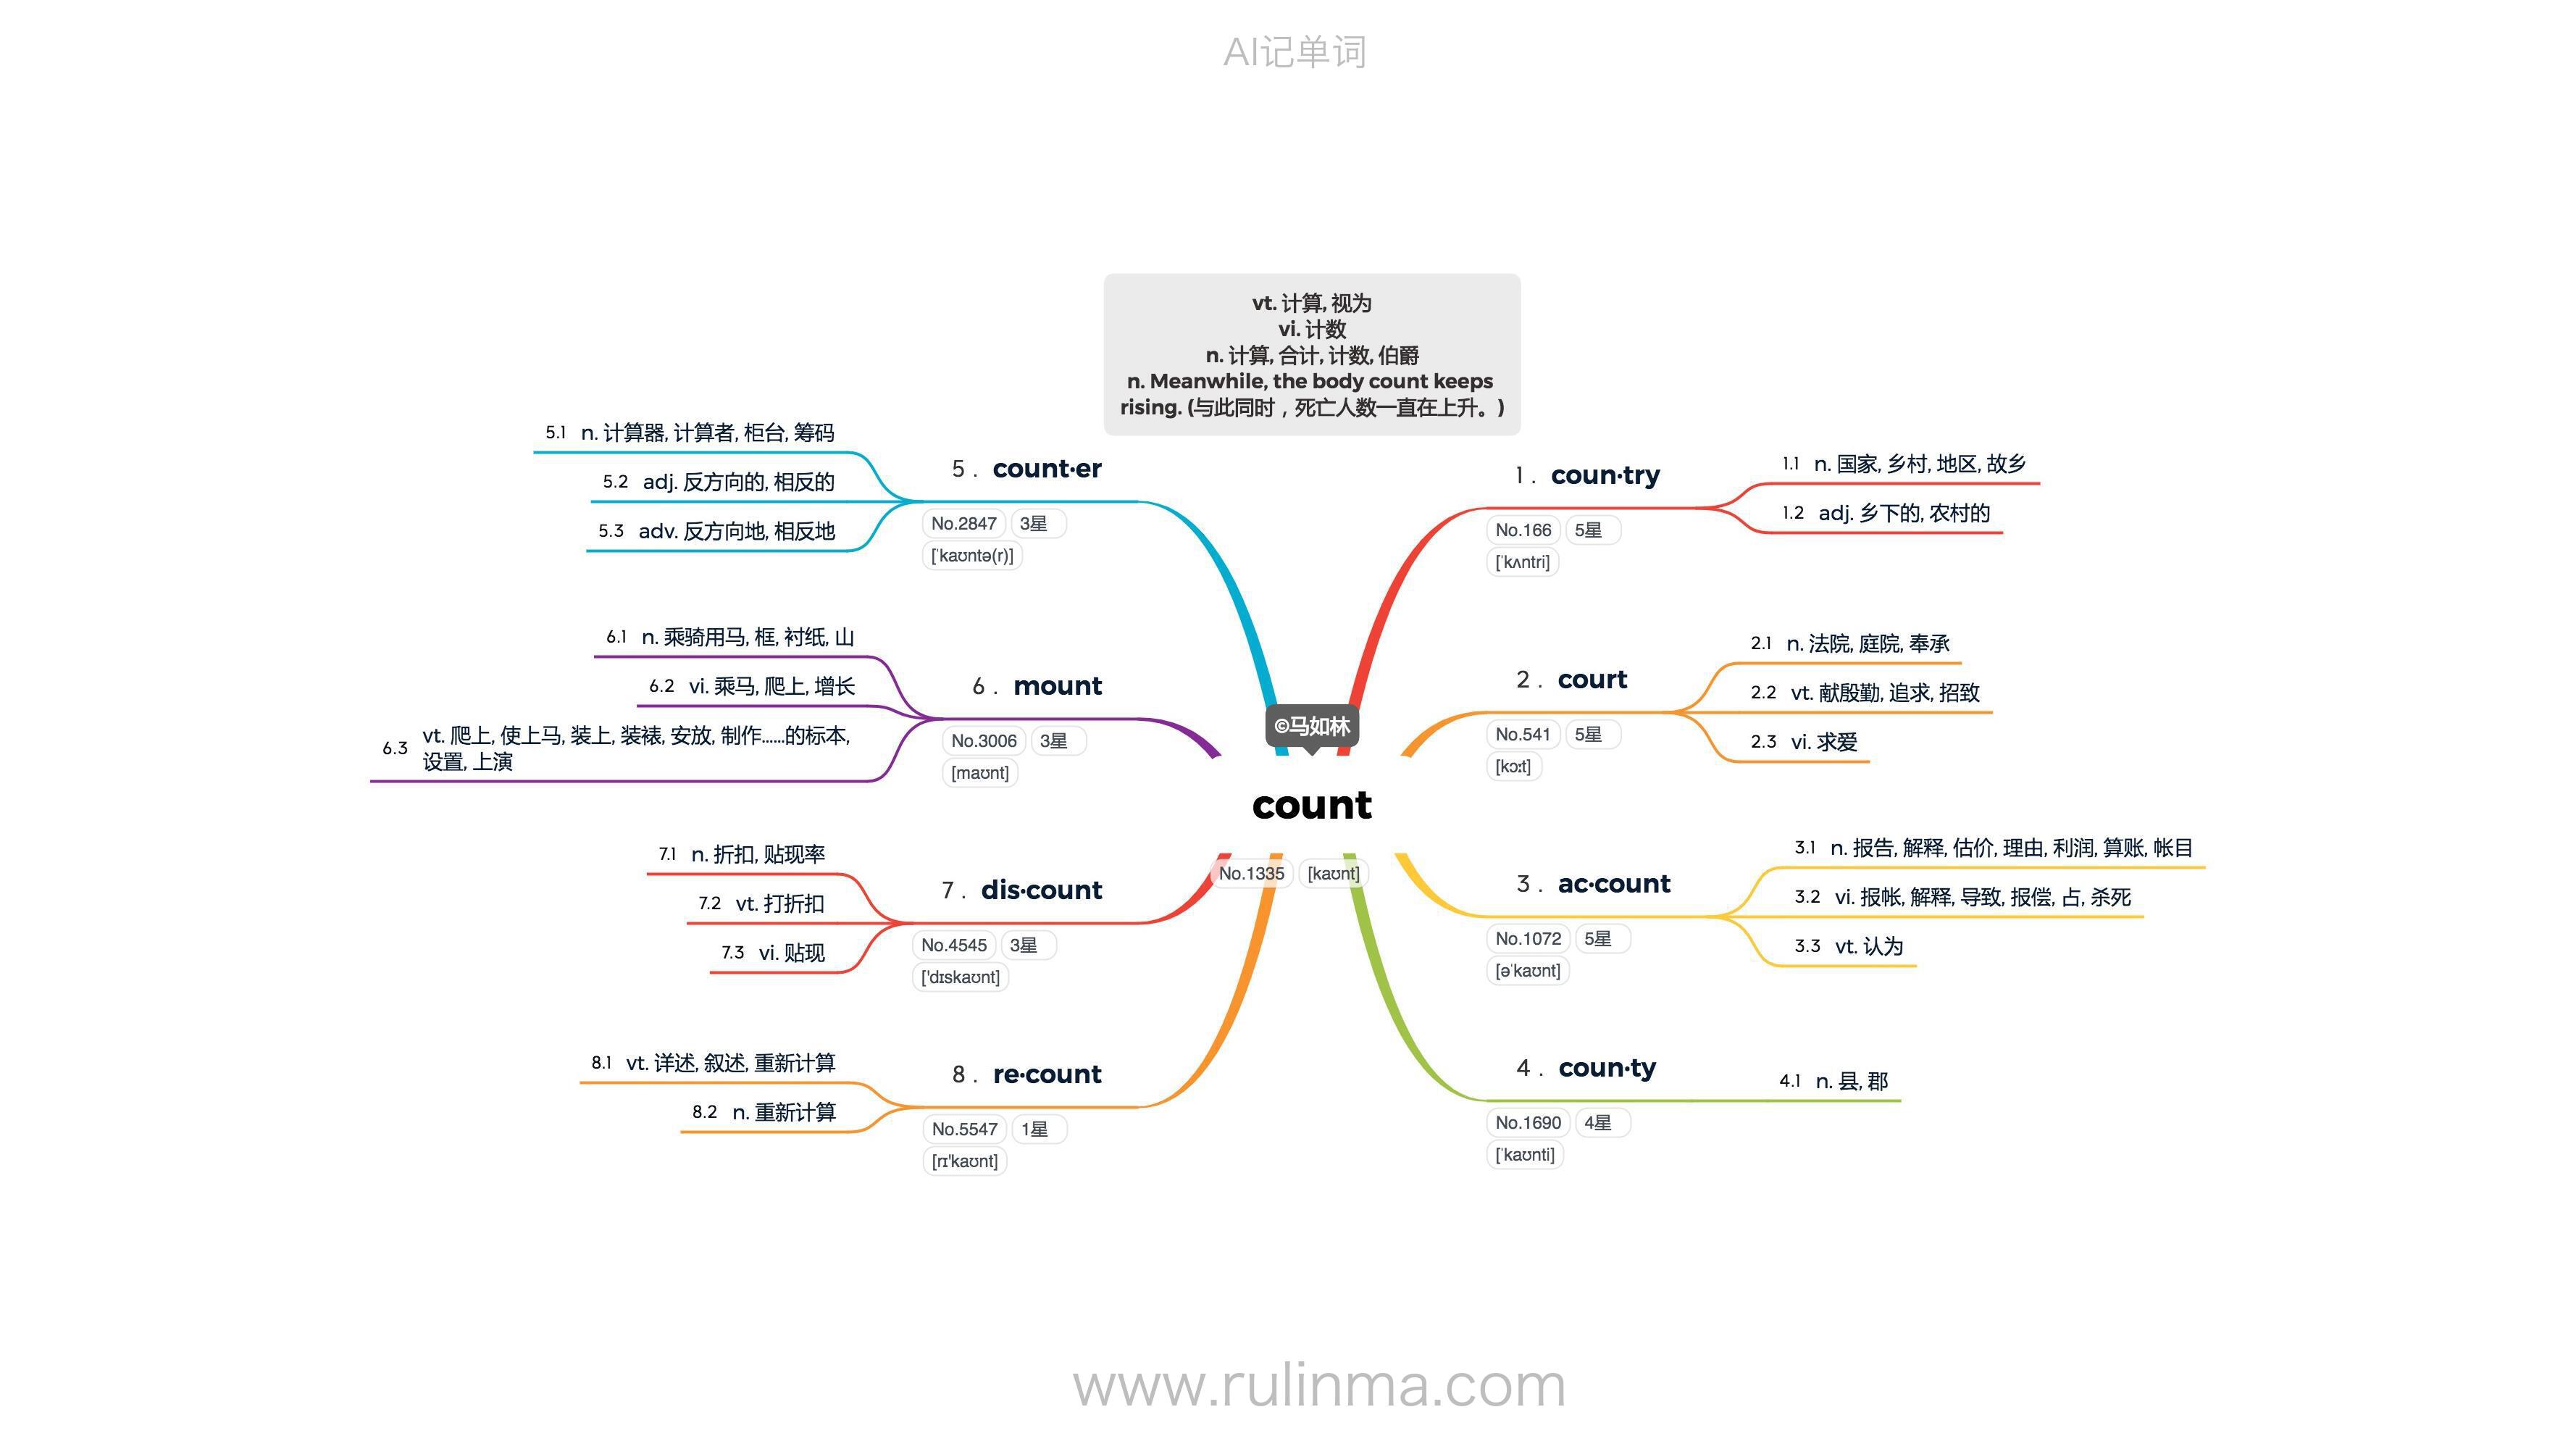 AI记单词
vt. 计算, 视为
vi. 计数
n. 计算, 合计, 计数, 伯爵
n. Meanwhile, the body count keeps
rising. (与此同时，死亡人数一直在上升。)
©马如林
count
No.1335 [kaʊnt]
1. coun·try
No.166 5星
[ˈkʌntri]
1.1 n. 国家, 乡村, 地区, 故乡
1.2 adj. 乡下的, 农村的
2. court
No.541 5星
[kɔːt]
2.1 n. 法院, 庭院, 奉承
2.2 vt. 献殷勤, 追求, 招致
2.3 vi. 求爱
3. ac·count
No.1072 5星
[əˈkaʊnt]
3.1 n. 报告, 解释, 估价, 理由, 利润, 算账, 帐目
3.2 vi. 报帐, 解释, 导致, 报偿, 占, 杀死
3.3 vt. 认为
4. coun·ty
No.1690 4星
[ˈkaʊnti]
4.1 n. 县, 郡
5. count·er
No.2847 3星
[ˈkaʊntə(r)]
5.1 n. 计算器, 计算者, 柜台, 筹码
5.2 adj. 反方向的, 相反的
5.3 adv. 反方向地, 相反地
6. mount
No.3006 3星
[maʊnt]
6.1 n. 乘骑用马, 框, 衬纸, 山
6.2 vi. 乘马, 爬上, 增长
6.3 vt. 爬上, 使上马, 装上, 装裱, 安放, 制作……的标本,
设置, 上演
7. dis·count
No.4545 3星
['dɪskaʊnt]
7.1 n. 折扣, 贴现率
7.2 vt. 打折扣
7.3 vi. 贴现
8. re·count
No.5547 1星
[rɪ'kaʊnt]
8.1 vt. 详述, 叙述, 重新计算
8.2 n. 重新计算
www.rulinma.com